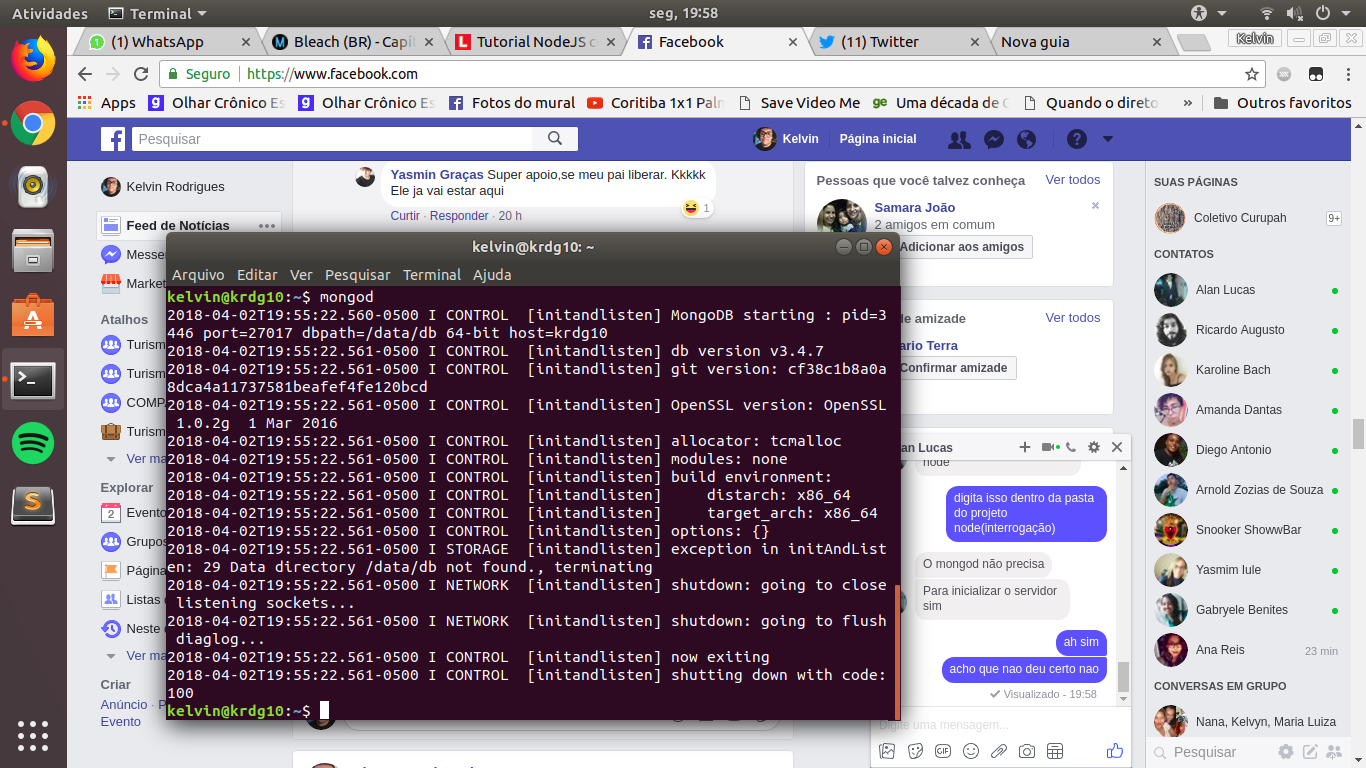 Atividades
Terminal
seg, 19:58
(1) WhatsApp
Bleach (BR) - Capí
Tutorial NodeJS c
Facebook
(11) Twitter
Nova guia
Kelvin
Seguro
https://www.facebook.com
Apps
Olhar Crônico Es
Olhar Crônico Es
Fotos do mural
Coritiba 1x1 Palm
Save Video Me
Uma década de
Quando o direto
»
Outros favoritos
Pesquisar
Kelvin
Página inicial
Kelvin Rodrigues
Feed de Notícias
Messe
Market
Atalhos
Turism
Turism
COMPA
Turism
Ver ma
Explorar
Evento
Grupos
Página
Listas d
Neste d
Ver ma
Criar
Anúncio · P
Evento
Yasmin Graças Super apoio,se meu pai liberar. Kkkkk
Ele ja vai estar aqui
Curtir · Responder · 20 h
1
Pessoas que você talvez conheça
Ver todos
Samara João
2 amigos em comum
Adicionar aos amigos
de amizade
Ver todos
ario Terra
Confirmar amizade
kelvin@krdg10: ~
Arquivo Editar Ver Pesquisar Terminal Ajuda
kelvin@krdg10:~$ mongod
2018-04-02T19:55:22.560-0500 I CONTROL  [initandlisten] MongoDB starting : pid=3
446 port=27017 dbpath=/data/db 64-bit host=krdg10
2018-04-02T19:55:22.561-0500 I CONTROL  [initandlisten] db version v3.4.7
2018-04-02T19:55:22.561-0500 I CONTROL  [initandlisten] git version: cf38c1b8a0a
8dca4a11737581beafef4fe120bcd
2018-04-02T19:55:22.561-0500 I CONTROL  [initandlisten] OpenSSL version: OpenSSL
 1.0.2g  1 Mar 2016
2018-04-02T19:55:22.561-0500 I CONTROL  [initandlisten] allocator: tcmalloc
2018-04-02T19:55:22.561-0500 I CONTROL  [initandlisten] modules: none
2018-04-02T19:55:22.561-0500 I CONTROL  [initandlisten] build environment:
2018-04-02T19:55:22.561-0500 I CONTROL  [initandlisten]     distarch: x86_64
2018-04-02T19:55:22.561-0500 I CONTROL  [initandlisten]     target_arch: x86_64
2018-04-02T19:55:22.561-0500 I CONTROL  [initandlisten] options: {}
2018-04-02T19:55:22.561-0500 I STORAGE  [initandlisten] exception in initAndList
en: 29 Data directory /data/db not found., terminating
2018-04-02T19:55:22.561-0500 I NETWORK  [initandlisten] shutdown: going to close
 listening sockets...
2018-04-02T19:55:22.561-0500 I NETWORK  [initandlisten] shutdown: going to flush
 diaglog...
2018-04-02T19:55:22.561-0500 I CONTROL  [initandlisten] now exiting
2018-04-02T19:55:22.561-0500 I CONTROL  [initandlisten] shutting down with code:
100
kelvin@krdg10:~$
an Lucas
node
digita isso dentro da pasta
do projeto
node(interrogação)
O mongod não precisa
Para inicializar o servidor
sim
ah sim
acho que nao deu certo nao
Visualizado - 19:58
Digite uma mensagem...
GIF
SUAS PÁGINAS
Coletivo Curupah
9+
CONTATOS
Alan Lucas
Ricardo Augusto
Karoline Bach
Amanda Dantas
Diego Antonio
Arnold Zozias de Souza
Snooker ShowwBar
Yasmim Iule
Gabryele Benites
Ana Reis
23 min
CONVERSAS EM GRUPO
Nana, Kelvyn, Maria Luiza
Pesquisar